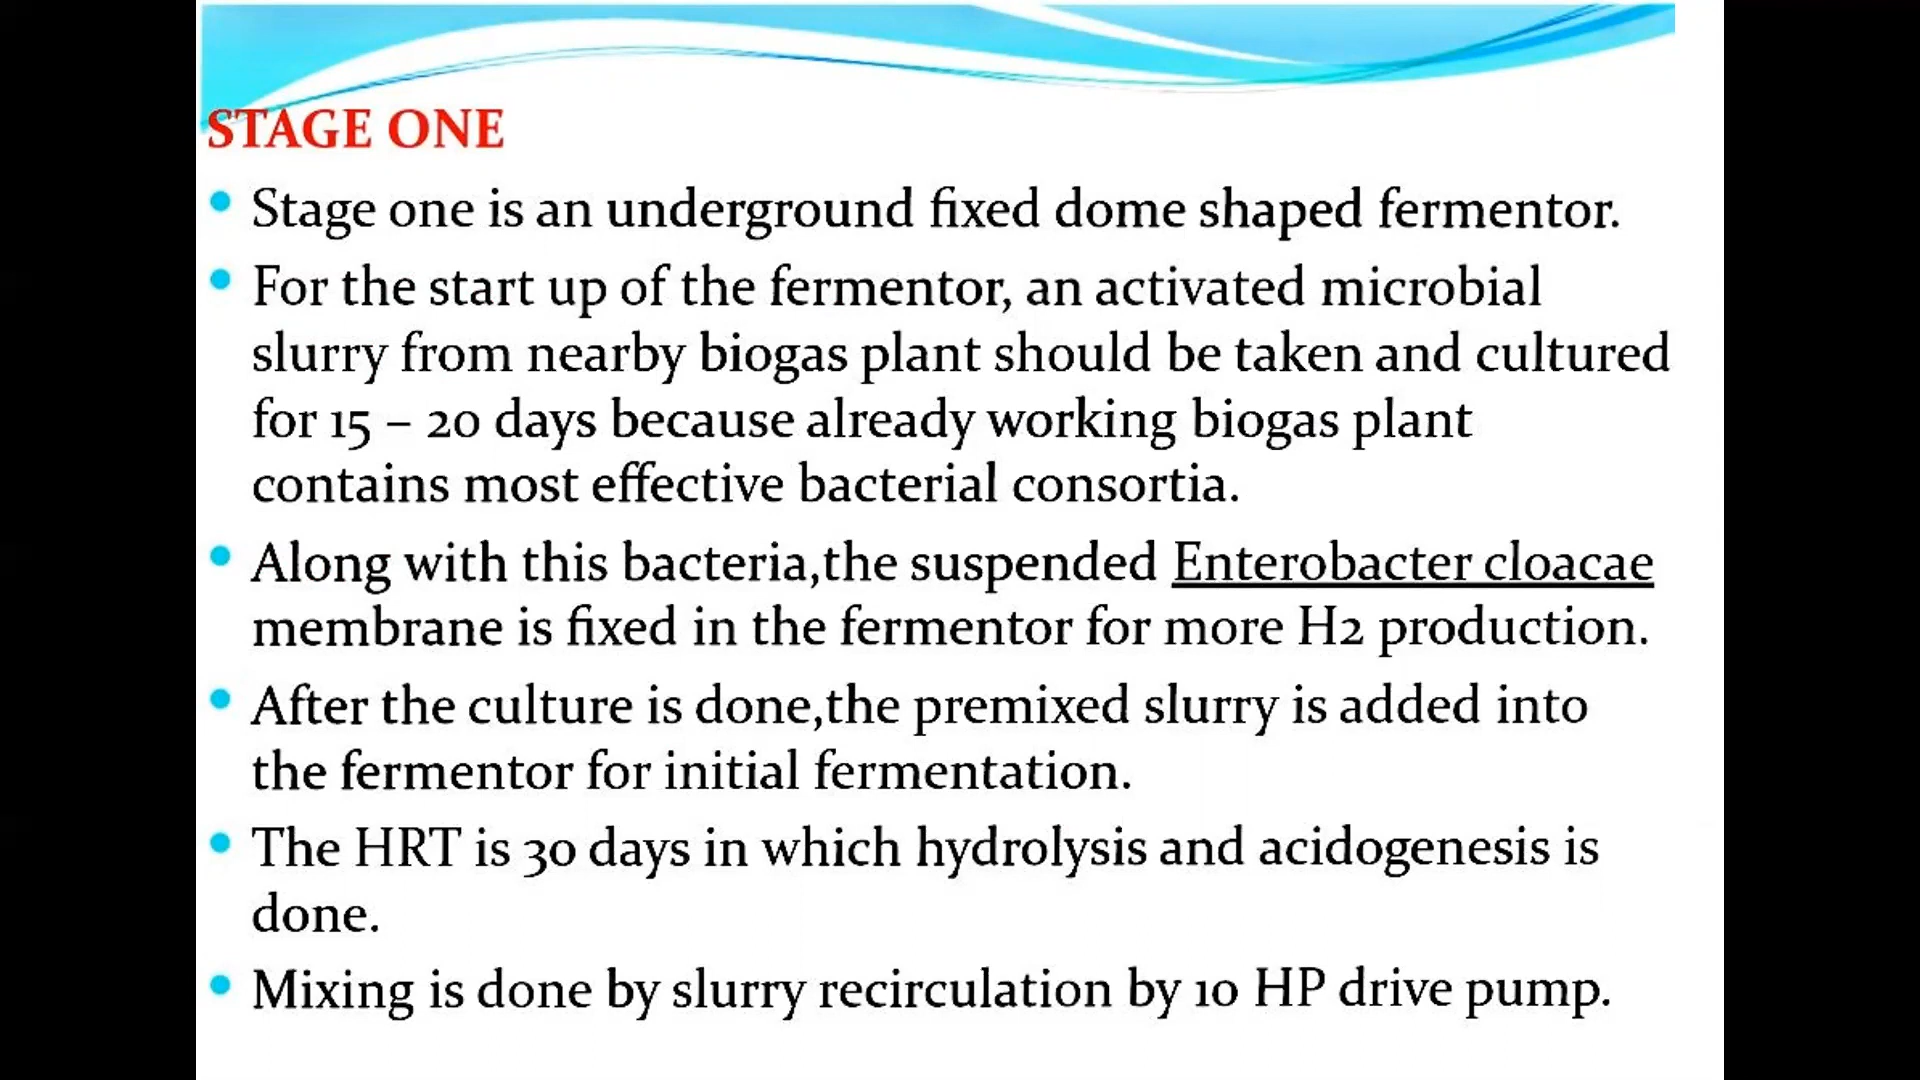 STAGE ONE
• Stage one is an underground fixed dome shaped fermentor.
• For the start up of the fermentor, an activated microbial
slurry from nearby biogas plant should be taken and cultured
for 15 – 20 days because already working biogas plant
contains most effective bacterial consortia.
• Along with this bacteria,the suspended Enterobacter cloacae
membrane is fixed in the fermentor for more H2 production.
• After the culture is done,the premixed slurry is added into
the fermentor for initial fermentation.
• The HRT is 30 days in which hydrolysis and acidogenesis is
done.
• Mixing is done by slurry recirculation by 10 HP drive pump.